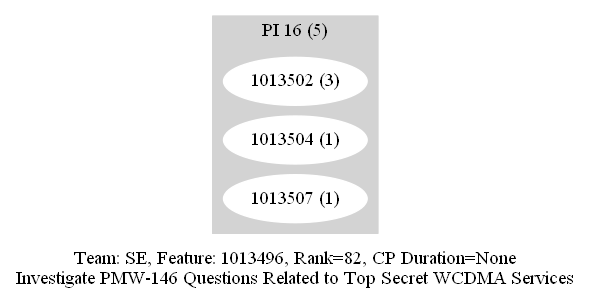 PI 16 (5)
1013502 (3)
1013504 (1)
1013507 (1)
Team: SE, Feature: 1013496, Rank=82, CP Duration=None
Investigate PMW-146 Questions Related to Top Secret WCDMA Services